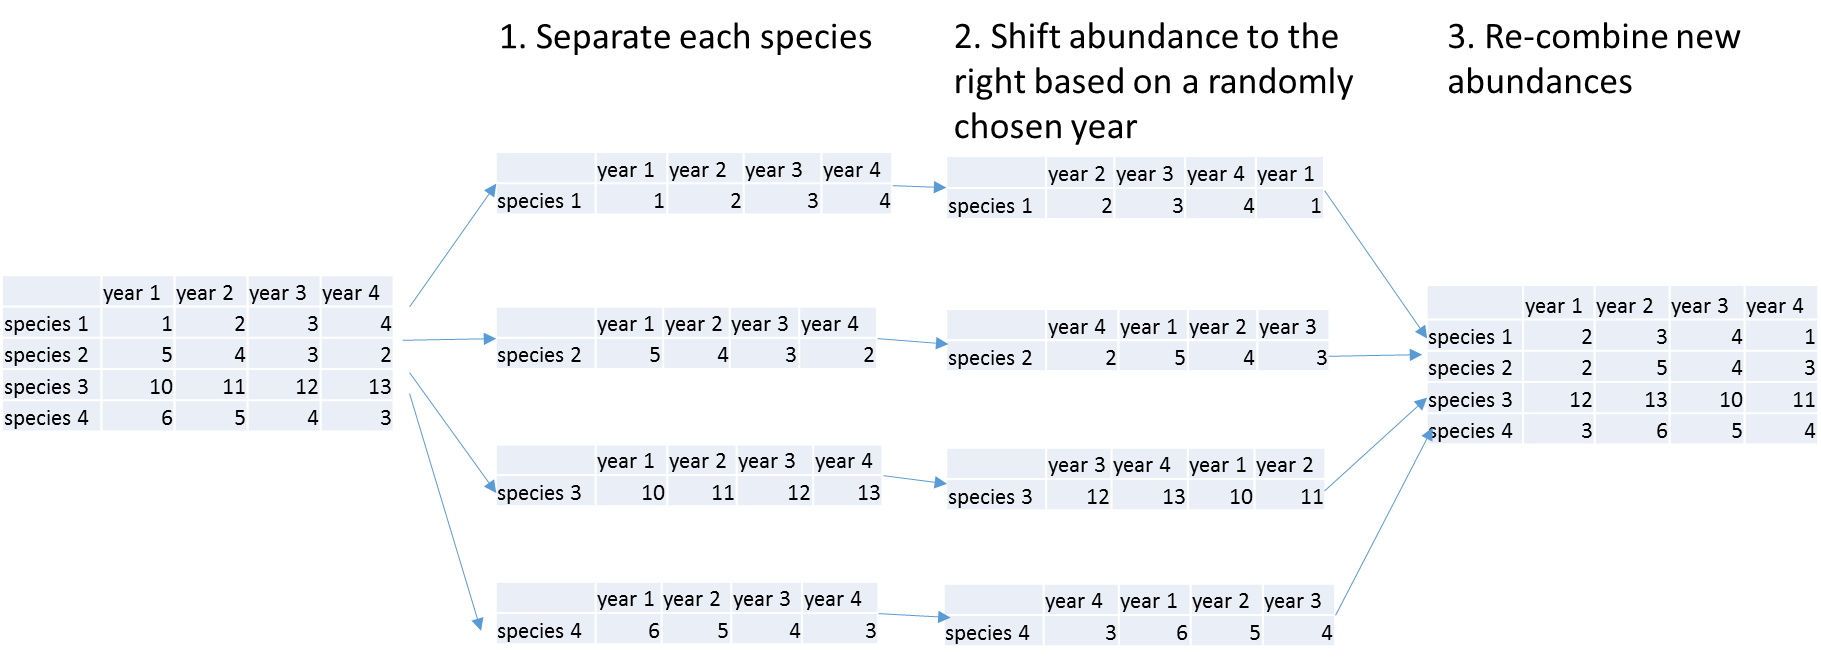 1. Separate each species
2. Shift abundance to the
right based on a randomly
chosen year
3. Re-combine new
abundances
year 1 year 2 year 3 year 4
species 1 1 2 3 4
species 2 5 4 3 2
species 3 10 11 12 13
species 4 6 5 4 3
year 1 year 2 year 3 year 4
species 1 1 2 3 4
year 1 year 2 year 3 year 4
species 2 5 4 3 2
year 1 year 2 year 3 year 4
species 3 10 11 12 13
year 1 year 2 year 3 year 4
species 4 6 5 4 3
year 2 year 3 year 4 year 1
species 1 2 3 4 1
year 4 year 1 year 2 year 3
species 2 2 5 4 3
year 3 year 4 year 1 year 2
species 3 12 13 10 11
year 4 year 1 year 2 year 3
species 4 3 6 5 4
year 1 year 2 year 3 year 4
species 1 2 3 4 1
species 2 2 5 4 3
species 3 12 13 10 11
species 4 3 6 5 4